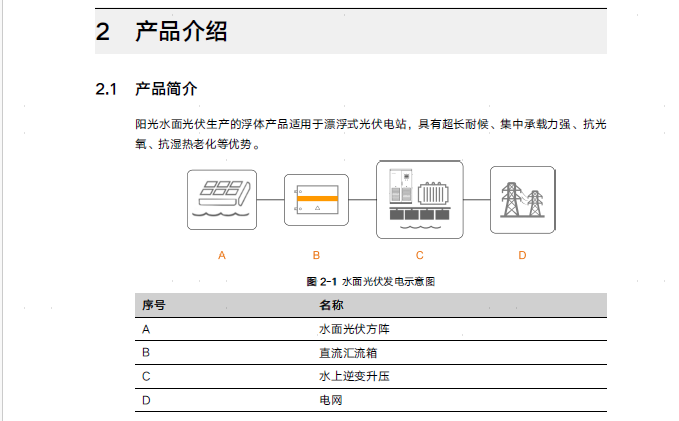 2 产品介绍
2.1 产品简介
阳光水面光伏生产的浮体产品适用于漂浮式光伏电站，具有超长耐候、集中承载力强、抗光
氧、抗湿热老化等优势。
A B C D
图 2-1 水面光伏发电示意图
序号 名称
A 水面光伏方阵
B 直流汇流箱
C 水上逆变升压
D 电网